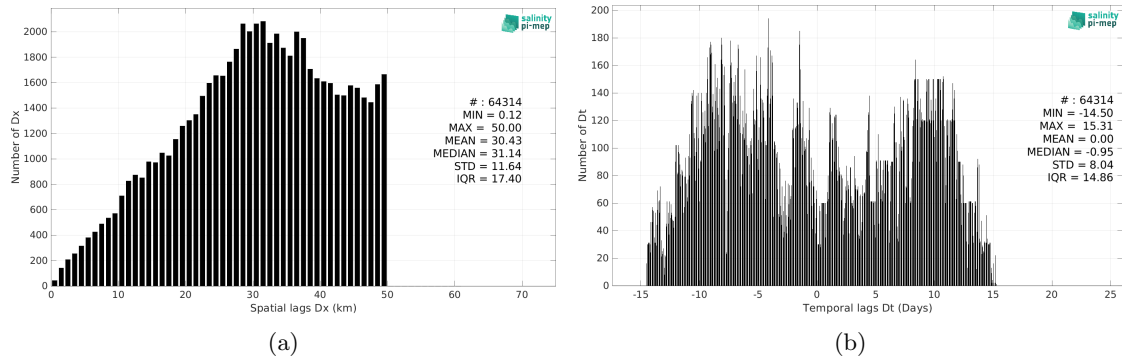 salinity
pi-mep
Number of Dx
2000
1800
1600
1400
1200
1000
800
600
400
200
0
# : 64314
MIN = 0.12
MAX = 50.00
MEAN = 30.43
MEDIAN = 31.14
STD = 11.64
IQR = 17.40
0 10 20 30 40 50 60 70
Spatial lags Dx (km)
(a)
salinity
pi-mep
Number of Dt
200
180
160
140
120
100
80
60
40
20
0
# : 64314
MIN = -14.50
MAX = 15.31
MEAN = 0.00
MEDIAN = -0.95
STD = 8.04
IQR = 14.86
-15 -10 -5 0 5 10 15 20 25
Temporal lags Dt (Days)
(b)